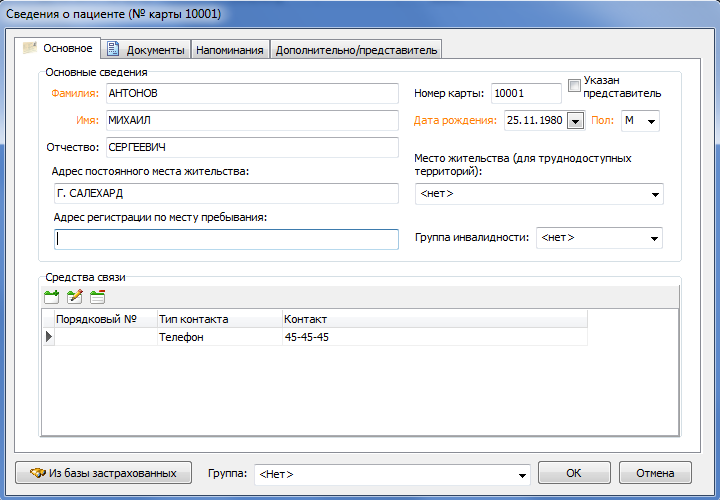 Сведения о пациенте (№ карты 10001)
Основное
Документы
Напоминания
Дополнительно/представитель
Основные сведения
Фамилия: АНТОНОВ
Номер карты: 10001
Указан
представитель
Имя: МИХАИЛ
Дата рождения: 25.11.1980
Пол: М
Отчество: СЕРГЕЕВИЧ
Место жительства (для труднодоступных
территорий):
<нет>
Адрес постоянного места жительства:
Г. САЛЕХАРД
Адрес регистрации по месту пребывания:
Группа инвалидности: <нет>
Средства связи
Порядковый № Тип контакта Контакт
Телефон 45-45-45
Из базы застрахованных
Группа: <Нет>
ОК
Отмена